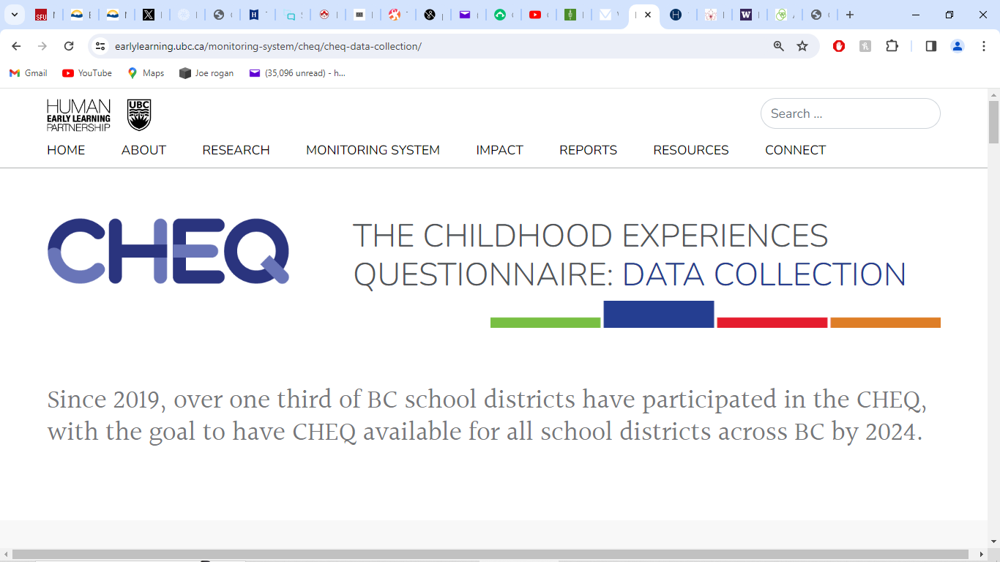 earlylearning.ubc.ca/monitoring-system/cheq/cheq-data-collection/
Gmail YouTube Maps Joe rogan (35,096 unread) - h...
HUMAN
EARLY LEARNING
PARTNERSHIP
UBC
Search ...
HOME ABOUT RESEARCH MONITORING SYSTEM IMPACT REPORTS RESOURCES CONNECT
CHEQ
THE CHILDHOOD EXPERIENCES
QUESTIONNAIRE: DATA COLLECTION
Since 2019, over one third of BC school districts have participated in the CHEQ,
with the goal to have CHEQ available for all school districts across BC by 2024.